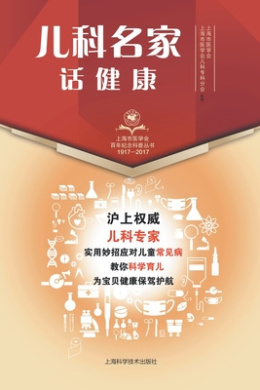 儿科名家
话健康
上海市医学会
上海市医学会儿科专科分会
上海市医学会
百年纪念科普丛书
1917—2017
沪上权威
儿科专家
实用妙招应对儿童常见病
教你科学育儿
为宝贝健康保驾护航
上海科学技术出版社